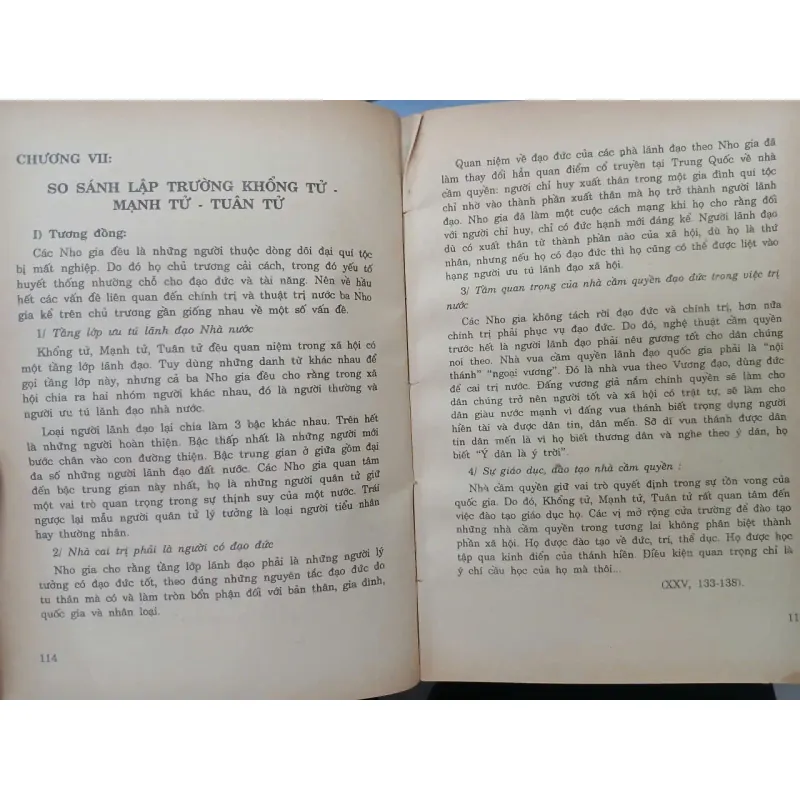 CHƯƠNG VII:
SO SÁNH LẬP TRƯỜNG KHỔNG TỬ -
MẠNH TỬ - TUÂN TỬ
I) Tương đồng:
Các Nho gia đều là những người thuộc dòng dõi đại quí tộc
bị mất nghiệp. Do đó họ chủ trương cải cách, trong đó yếu tố
huyết thống nhường chỗ cho đạo đức và tài năng. Nên về hầu
hết các vấn đề liên quan đến chính trị và thuật trị nước ba Nho
gia kể trên chủ trương gần giống nhau về một số vấn đề.
1/ Tầng lớp ưu tú lãnh đạo Nhà nước
Khổng tử, Mạnh tử, Tuân tử đều quan niệm trong xã hội có
một tầng lớp lãnh đạo. Tuy dùng những danh từ khác nhau để
gọi tầng lớp này, nhưng cả ba Nho gia đều cho rằng trong xã
hội chia ra hai nhóm người khác nhau, đó là người thường và
người ưu tú lãnh đạo nhà nước.
Loại người lãnh đạo lại chia làm 3 bậc khác nhau. Trên hết
là những người hoàn thiện. Bậc thấp nhất là những người mới
bước chân vào con đường thiện. Bậc trung gian ở giữa gồm đại
đa số những người lãnh đạo đất nước. Các Nho gia quan tâm
đến bậc trung gian này nhất, họ là những người quân tử giữ
một vai trò quan trọng trong sự thịnh suy của một nước. Trái
ngược lại mẫu người quân tử lý tưởng là loại người tiểu nhân
hay thường nhân.
2/ Nhà cai trị phải là người có đạo đức
Nho gia cho rằng tầng lớp lãnh đạo phải là những người lý
tưởng có đạo đức tốt, theo đúng những nguyên tắc đạo đức do
tu thân mà có và làm tròn bổn phận đối với bản thân, gia đình,
quốc gia và nhân loại.
114
Quan niệm về đạo đức của các phà lãnh đạo theo Nho gia đã
làm thay đổi hẳn quan điểm cổ truyền tại Trung Quốc về nhà
cầm quyền: người chỉ huy xuất thân trong một gia đình quí tộc
chỉ nhờ vào thành phần xuất thân mà họ trở thành người lãnh
đạo. Nho gia đã làm một cuộc cách mạng khi họ cho rằng đối
với người chỉ huy, chỉ có đức hạnh mới đáng kể. Người lãnh đạo
dù có xuất thân từ thành phần nào của xã hội, dù họ là thứ
nhân, nhưng nếu họ có đạo đức thì họ cũng có thể được liệt vào
hạng người ưu tú lãnh đạo xã hội.
3/ Tầm quan trọng của nhà cầm quyền đạo đức trong việc trị
nước
Các Nho gia không tách rời đạo đức và chính trị, hơn nữa
chính trị phải phục vụ đạo đức. Do đó, nghệ thuật cầm quyền
trước hết là người lãnh đạo phải nêu gương tốt cho dân chúng
noi theo. Nhà vua cầm quyền lãnh đạo quốc gia phải là "nội
thánh" "ngoại vương". Đó là nhà vua theo Vương đạo, dùng đức
để cai trị nước. Đấng vương giả nắm chính quyền sẽ làm cho
dân chúng trở nên người tốt và xã hội có trật tự, sẽ làm cho
dân giàu nước mạnh vì đấng vua thánh biết trọng dụng người
hiền tài và được dân tin, dân mến. Sở dĩ vua thánh được dân
tin dân mến là vì họ biết thương dân và nghe theo ý dân, họ
biết "Ý dân là ý trời".
4/ Sự giáo dục, đào tạo nhà cầm quyền :
Nhà cầm quyền giữ vai trò quyết định trong sự tồn vong của
quốc gia. Do đó, Khổng tử, Mạnh tử, Tuân tử rất quan tâm đến
việc đào tạo giáo dục họ. Các vị mở rộng cửa trường để đào tạo
những nhà cầm quyền trong tương lai không phân biệt thành
phần xã hội. Họ được đào tạo về đức, trí, thể dục. Họ được học
tập qua kinh điển của thánh hiền. Điều kiện quan trọng chỉ là
ý chí cầu học của họ mà thôi...
(XXV, 133-138).
11